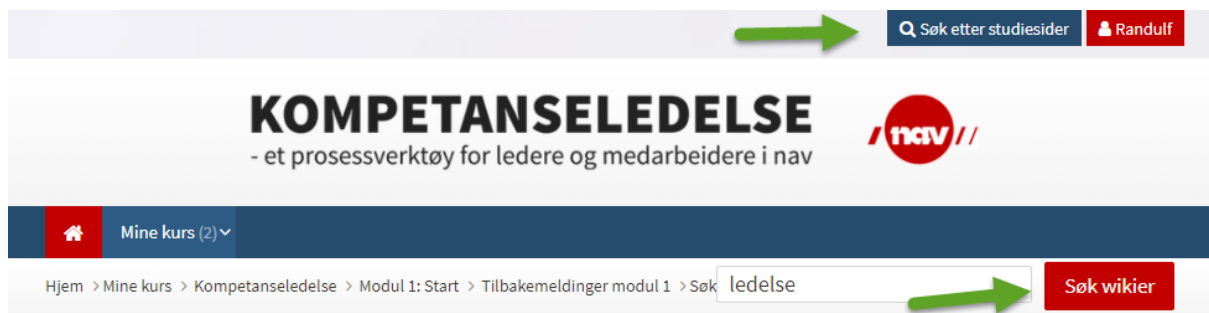 Søk etter studiesider Randulf
KOMPETANSELEDELSE
- et prosessverktøy for ledere og medarbeidere i nav
nav
Mine kurs (2)
Hjem > Mine kurs > Kompetanseledelse > Modul 1: Start > Tilbakemeldinger modul 1 > Søk ledelse Søk wikier